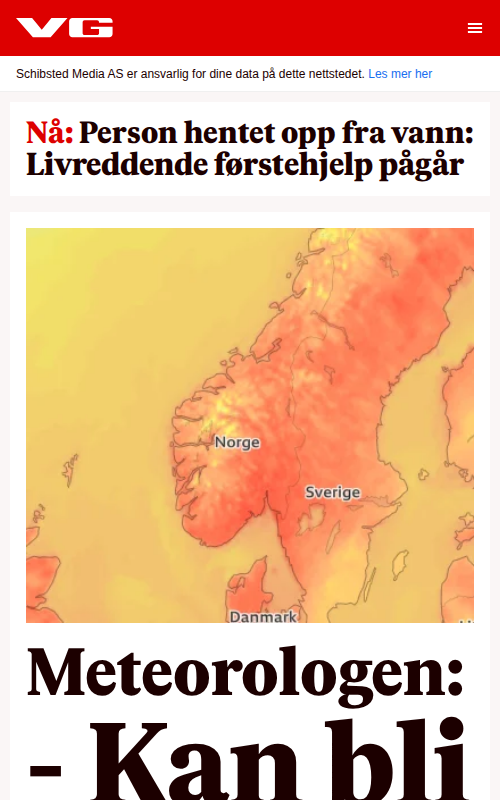 VG
Schibsted Media AS er ansvarlig for dine data på dette nettstedet. Les mer her
Nå: Person hentet opp fra vann:
Livreddende førstehjelp pågår
Norge
Sverige
Danmark
Meteorologen:
- Kan bli